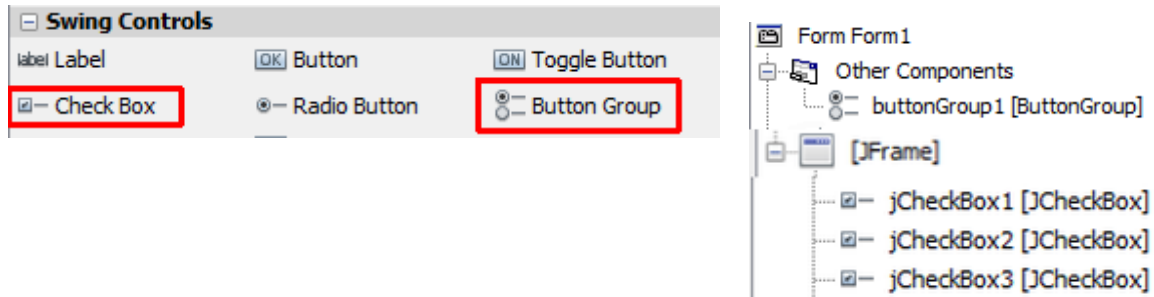 Swing Controls
label Label
OK Button
ON Toggle Button
Check Box
Radio Button
Button Group
Form Form1
Other Components
buttonGroup1 [ButtonGroup]
[JFrame]
jCheckBox1 [JCheckBox]
jCheckBox2 [JCheckBox]
jCheckBox3 [JCheckBox]